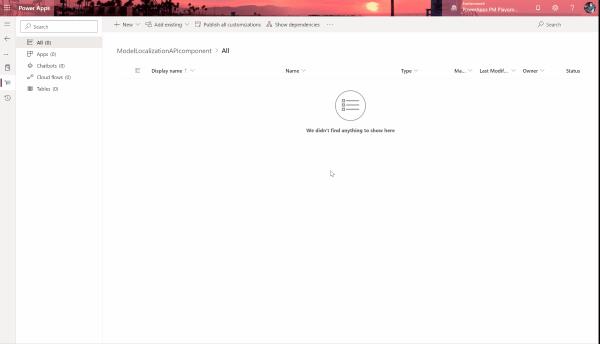 Power Apps
Environment
PowerApps PM Playgro...
Search
All (0)
Apps (0)
Chatbots (0)
Cloud flows (0)
Tables (0)
New
Add existing
Publish all customizations
Show dependencies
...
Search
ModelLocalizationAPIcomponent > All
Display name ↑
Name
Type
Ma...
Last Modif...
Owner
Status
We didn't find anything to show here